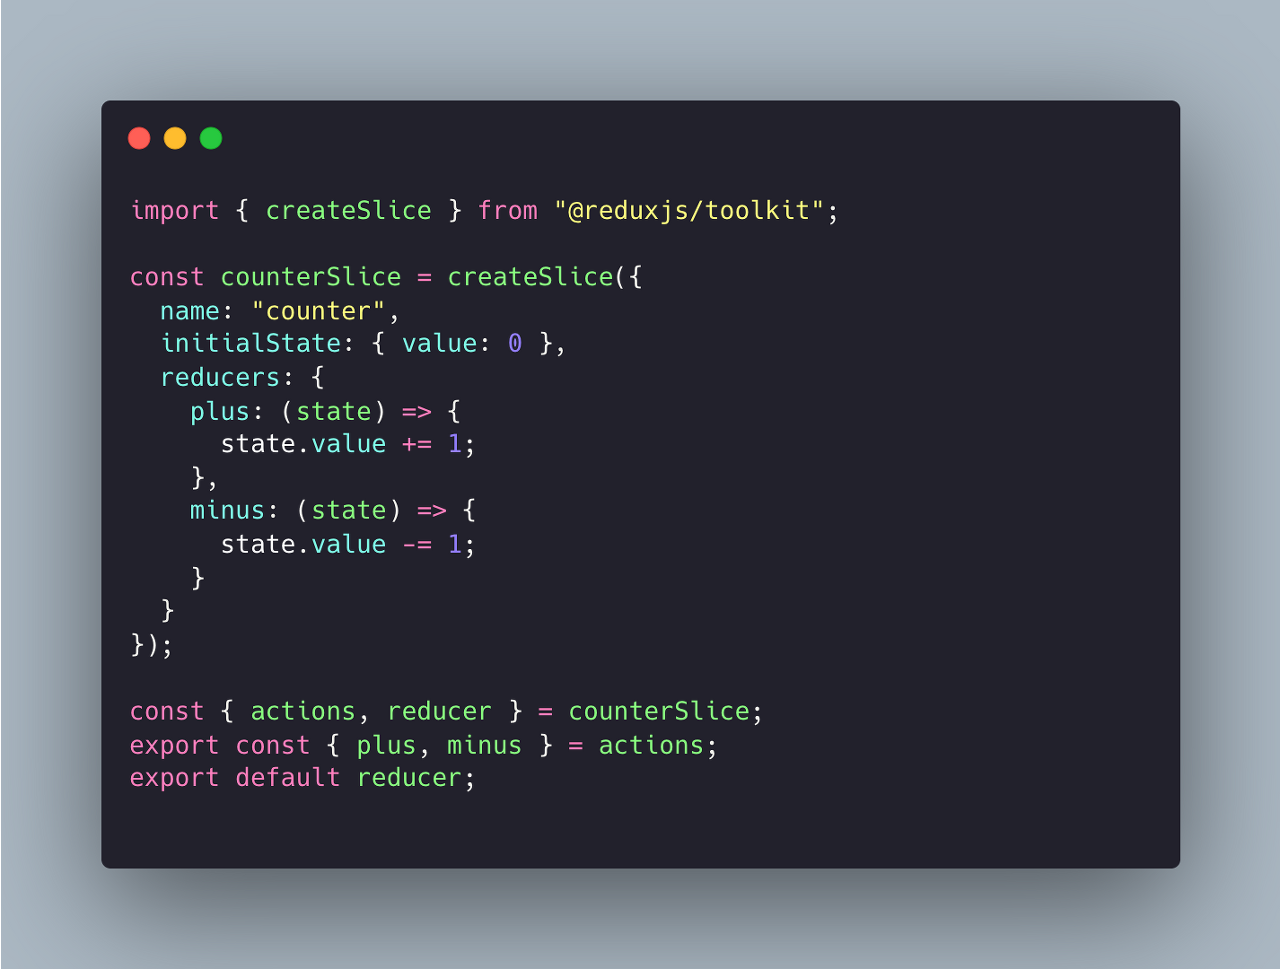 import { createSlice } from "@reduxjs/toolkit";
const counterSlice = createSlice({
  name: "counter",
  initialState: { value: 0 },
  reducers: {
    plus: (state) => {
      state.value += 1;
    },
    minus: (state) => {
      state.value -= 1;
    }
  }
});
const { actions, reducer } = counterSlice;
export const { plus, minus } = actions;
export default reducer;